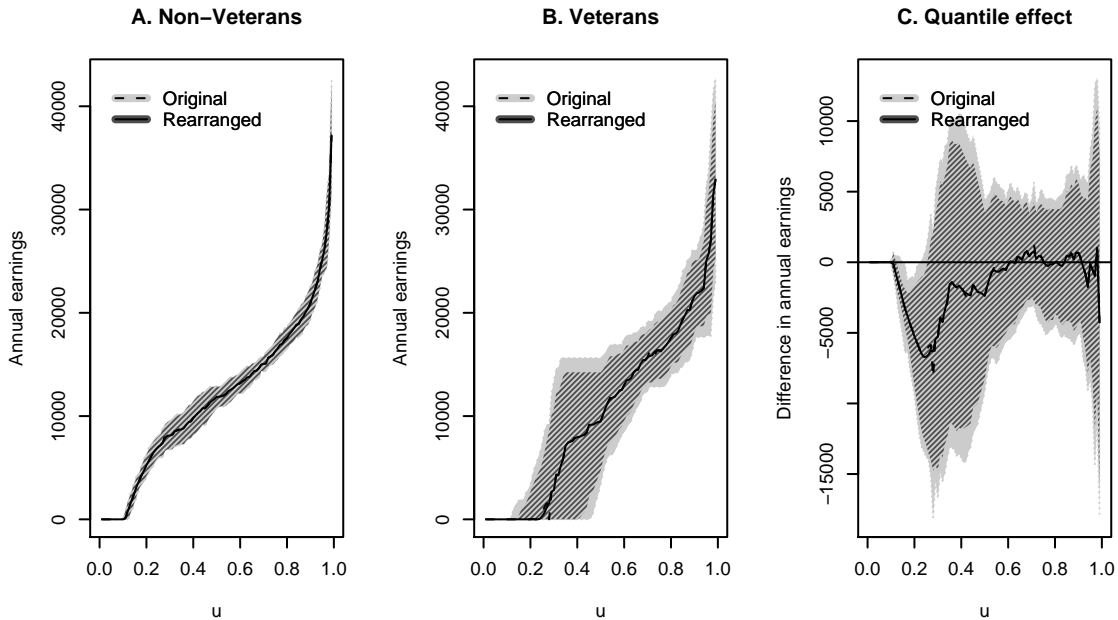 A. Non−Veterans
Annual earnings
0 10000 20000 30000 40000
Original
Rearranged
0.0 0.2 0.4 0.6 0.8 1.0
u
B. Veterans
Annual earnings
0 10000 20000 30000 40000
Original
Rearranged
0.0 0.2 0.4 0.6 0.8 1.0
u
C. Quantile effect
Difference in annual earnings
−15000 −5000 0 5000 10000
Original
Rearranged
0.0 0.2 0.4 0.6 0.8 1.0
u